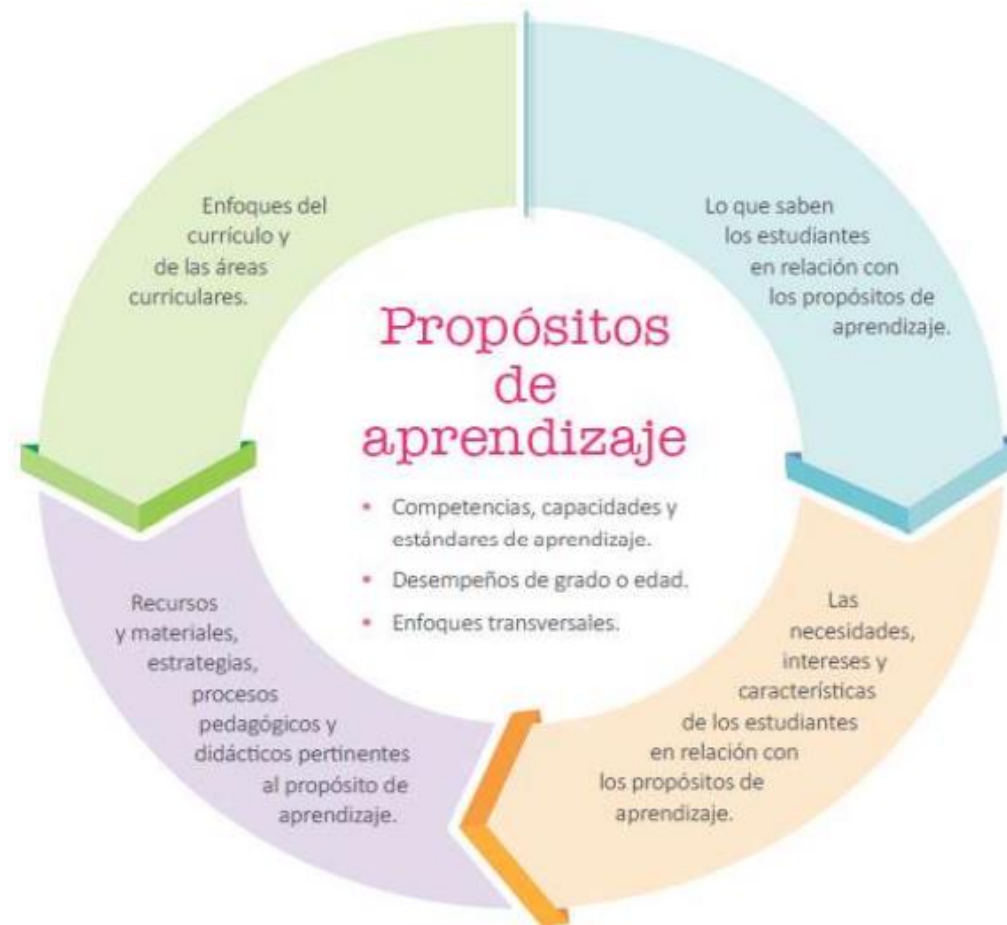 Enfoques del
currículo y
de las áreas
curriculares.
Lo que saben
los estudiantes
en relación con
los propósitos de
aprendizaje.
Propósitos
de
aprendizaje
• Competencias, capacidades y
estándares de aprendizaje.
• Desempeños de grado o edad.
• Enfoques transversales.
Recursos
y materiales,
estrategias,
procesos
pedagógicos y
didácticos pertinentes
al propósito de
aprendizaje.
Las
necesidades,
intereses y
características
de los estudiantes
en relación con
los propósitos de
aprendizaje.